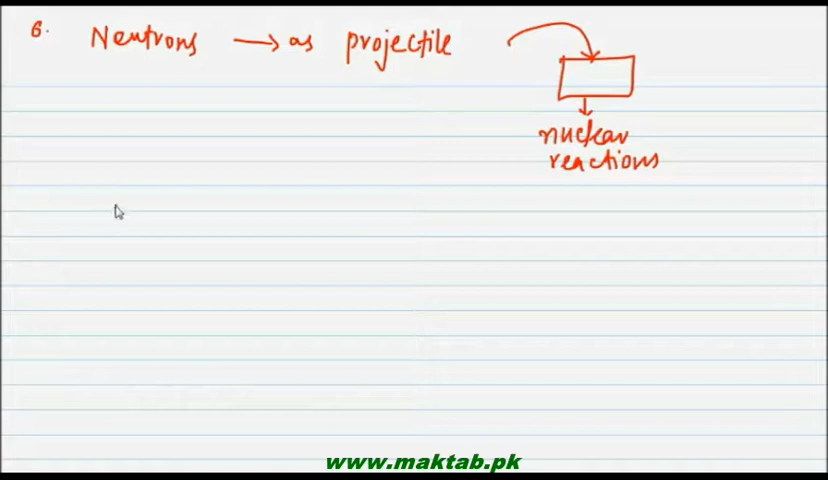 6. Neutrons → as projectile
nuclear
reactions
www.maktab.pk